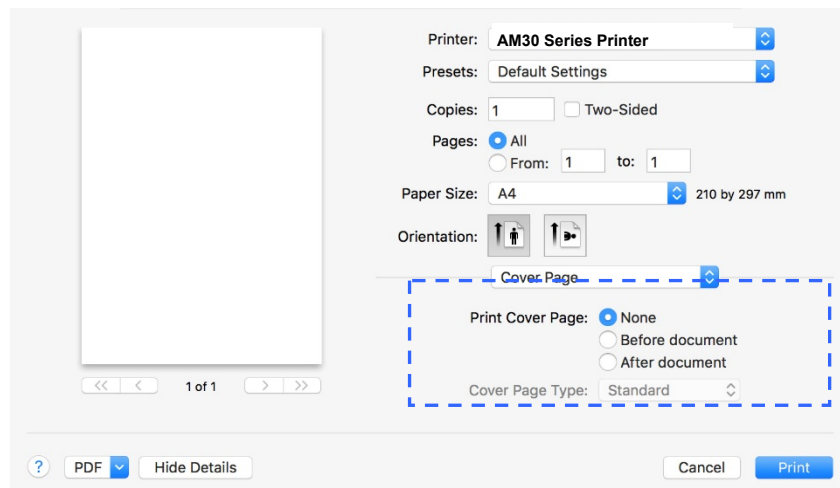 Printer: AM30 Series Printer
Presets: Default Settings
Copies: 1 Two-Sided
Pages: All
From: 1 to: 1
Paper Size: A4 210 by 297 mm
Orientation:
Cover Page
Print Cover Page: None
Before document
After document
Cover Page Type: Standard
<< < 1 of 1 > >>
? PDF Hide Details Cancel Print